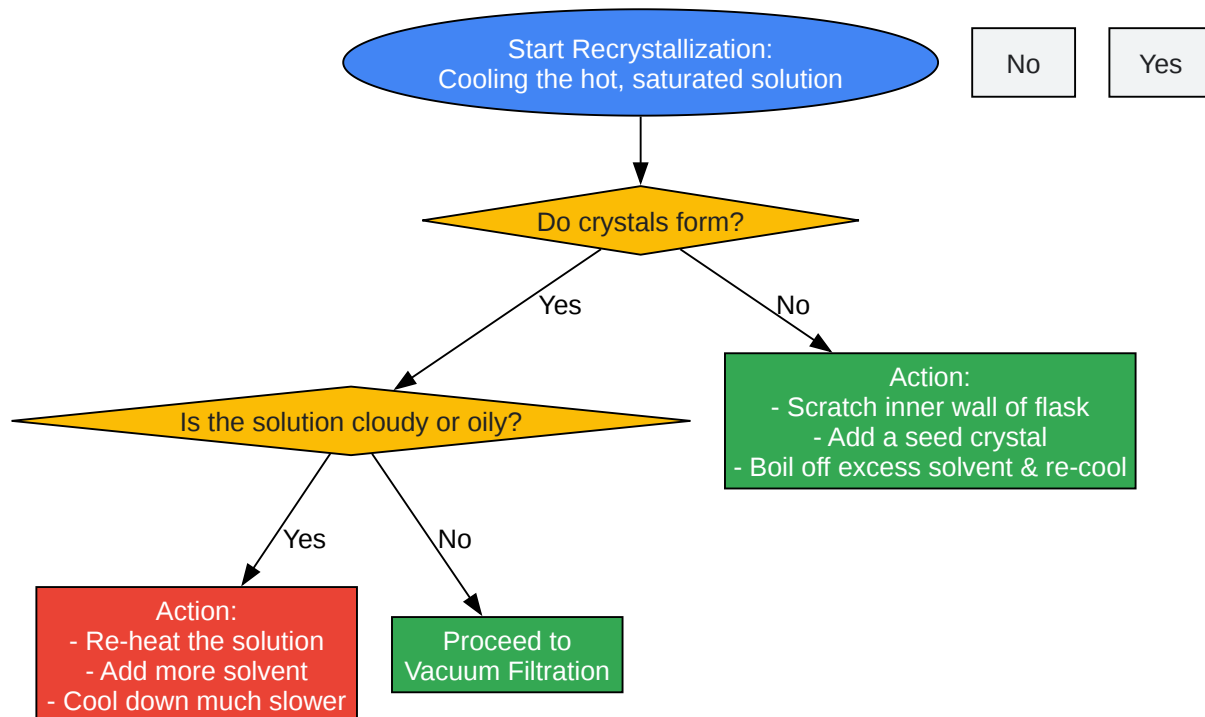 Start Recrystallization:
Cooling the hot, saturated solution
No
Yes
Do crystals form?
Yes
No
Action:
- Scratch inner wall of flask
- Add a seed crystal
- Boil off excess solvent & re-cool
Is the solution cloudy or oily?
Yes
No
Action:
- Re-heat the solution
- Add more solvent
- Cool down much slower
Proceed to
Vacuum Filtration